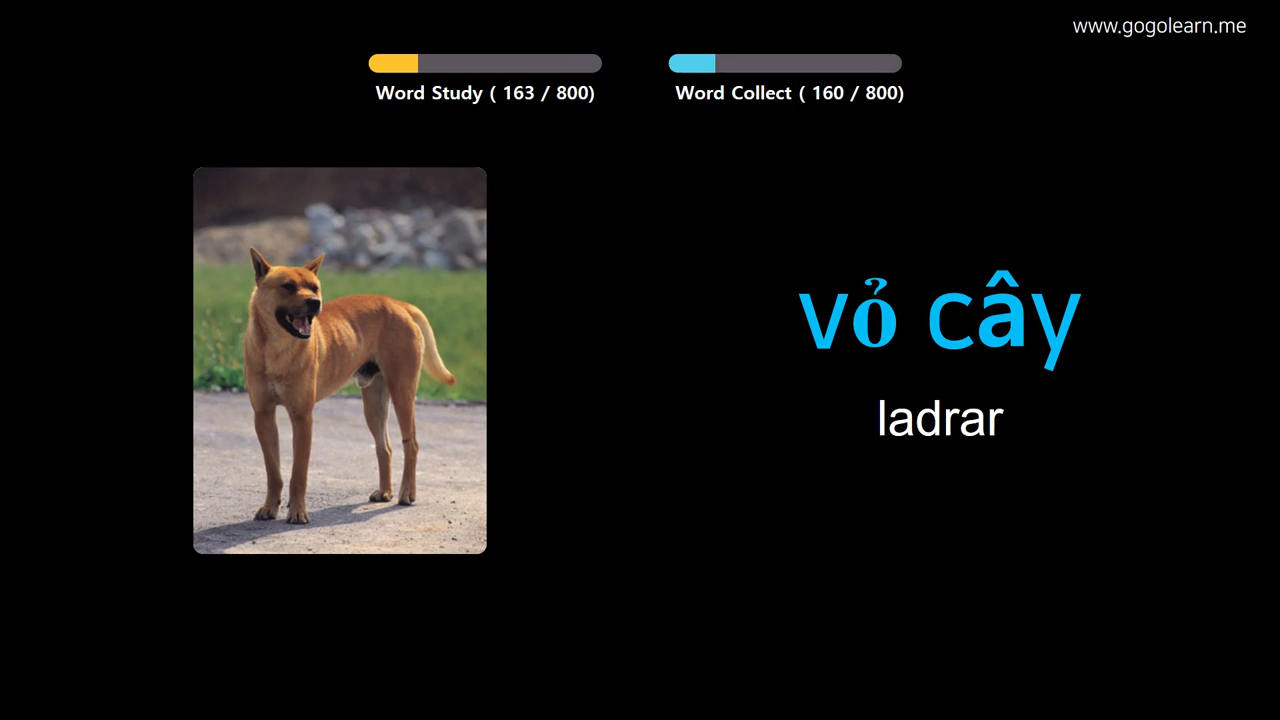 www.gogolearn.me
Word Study ( 163 / 800)
Word Collect ( 160 / 800)
vỏ cây
ladrar